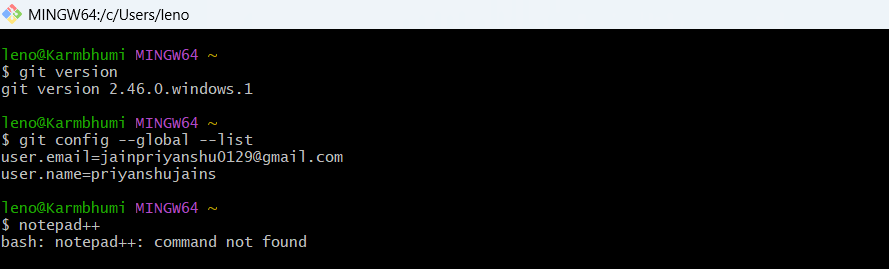 MINGW64:/c/Users/leno
leno@Karmbhumi MINGW64 ~
$ git version
git version 2.46.0.windows.1
leno@Karmbhumi MINGW64 ~
$ git config --global --list
user.email=jainpriyanshu0129@gmail.com
user.name=priyanshujains
leno@Karmbhumi MINGW64 ~
$ notepad++
bash: notepad++: command not found